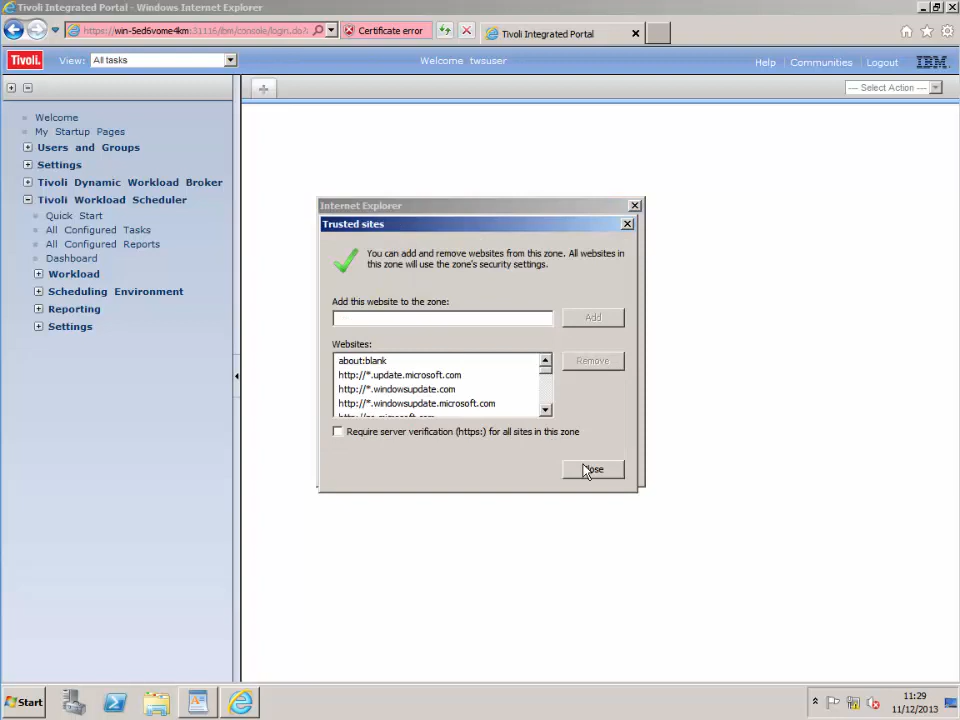 Tivoli Integrated Portal - Windows Internet Explorer
Certificate error
Tivoli Integrated Portal
Tivoli. View: All tasks Welcome twsuser Help Communities Logout IBM.
--- Select Action ---
Welcome
My Startup Pages
Users and Groups
Settings
Tivoli Dynamic Workload Broker
Tivoli Workload Scheduler
Quick Start
All Configured Tasks
All Configured Reports
Dashboard
Workload
Scheduling Environment
Reporting
Settings
Internet Explorer
Trusted sites
You can add and remove websites from this zone. All websites in
this zone will use the zone's security settings.
Add this website to the zone:
Add
Websites:
about:blank
Remove
http://*.update.microsoft.com
http://*.windowsupdate.com
http://*.windowsupdate.microsoft.com
Require server verification (https:) for all sites in this zone
Start
11:29
11/12/2013